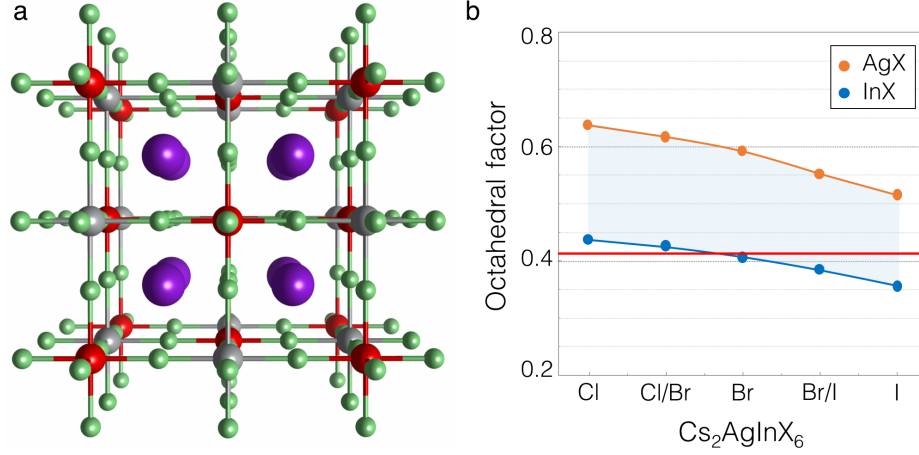 a
b
0.8
0.6
0.4
0.2
Octahedral factor
AgX
InX
Cl
Cl/Br
Br
Br/I
I
Cs₂AgInX₆